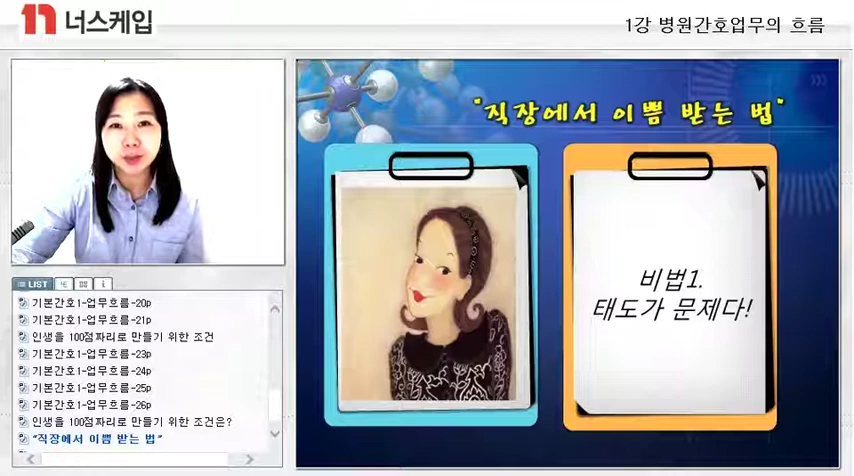 너스케입
1강 병원간호업무의 흐름
"직장에서 이쁨 받는 법"
비법1.
태도가 문제다!
LIST
기본간호1-업무흐름-20p
기본간호1-업무흐름-21p
인생을 100점짜리로 만들기 위한 조건
기본간호1-업무흐름-23p
기본간호1-업무흐름-24p
기본간호1-업무흐름-25p
기본간호1-업무흐름-26p
인생을 100점짜리로 만들기 위한 조건은?
"직장에서 이쁨 받는 법"